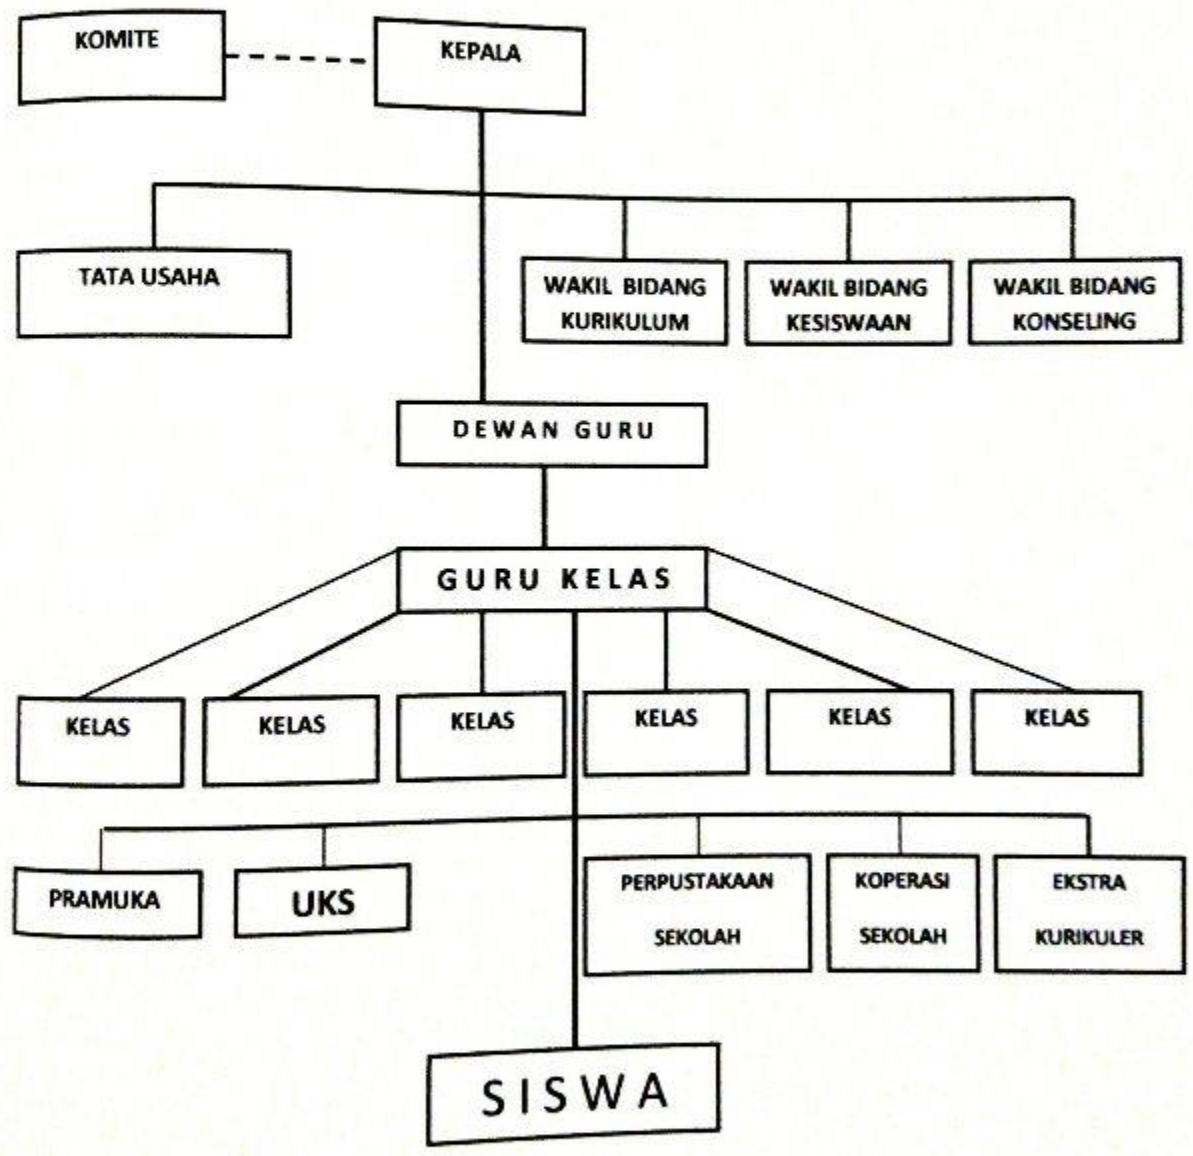 KOMITE
KEPALA
TATA USAHA
WAKIL BIDANG
KURIKULUM
WAKIL BIDANG
KESISWAAN
WAKIL BIDANG
KONSELING
DEWAN GURU
GURU KELAS
KELAS
KELAS
KELAS
KELAS
KELAS
KELAS
PRAMUKA
UKS
PERPUSTAKAAN
SEKOLAH
KOPERASI
SEKOLAH
EKSTRA
KURIKULER
SISWA